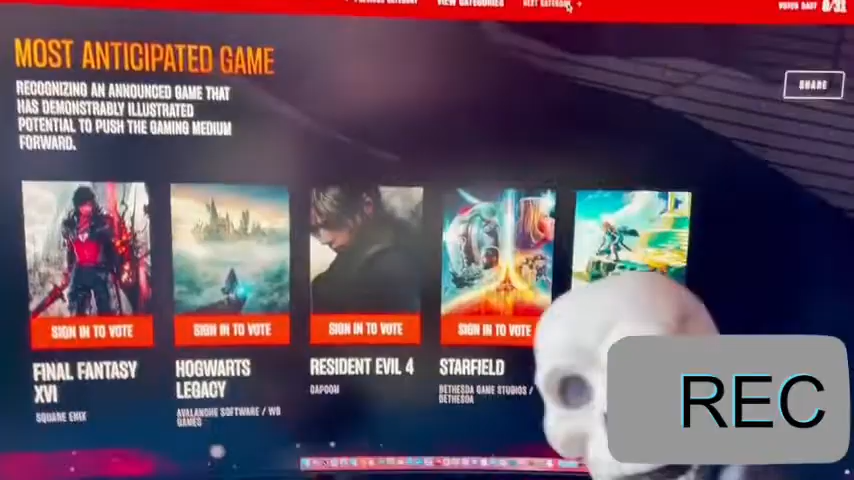 VIEW CATEGORIES
8/31
MOST ANTICIPATED GAME
RECOGNIZING AN ANNOUNCED GAME THAT
HAS DEMONSTRABLY ILLUSTRATED
POTENTIAL TO PUSH THE GAMING MEDIUM
FORWARD.
SHARE
SIGN IN TO VOTE
SIGN IN TO VOTE
SIGN IN TO VOTE
SIGN IN TO VOTE
FINAL FANTASY
XVI
SQUARE ENIX
HOGWARTS
LEGACY
AVALANCHE SOFTWARE / WB
GAMES
RESIDENT EVIL 4
CAPCOM
STARFIELD
BETHESDA GAME STUDIOS /
BETHESDA
REC